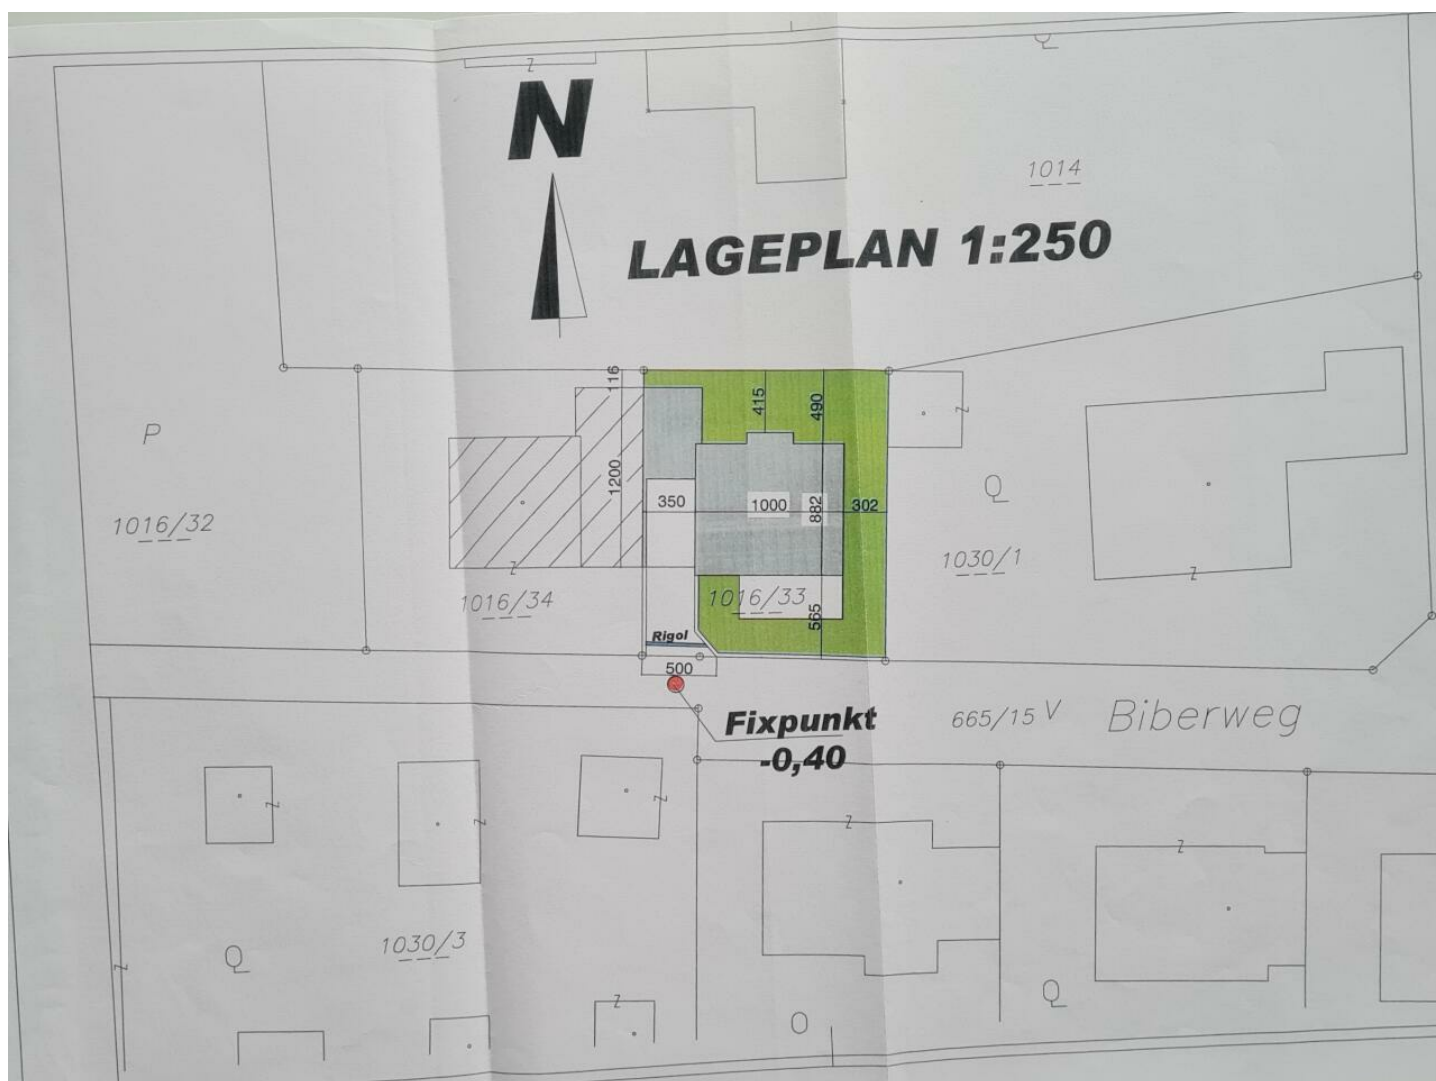 Z
Q
N
1014
LAGEPLAN 1:250
116
415
490
P
Z
1200
350
1000
882
302
Q
1016/32
1030/1
Z
Z
1016/34
1016/33
565
Rigol
500
Fixpunkt
-0,40
665/15 V
Biberweg
Z
Z
Z
Z
Z
1030/3
Q
Z
Q
Z
O